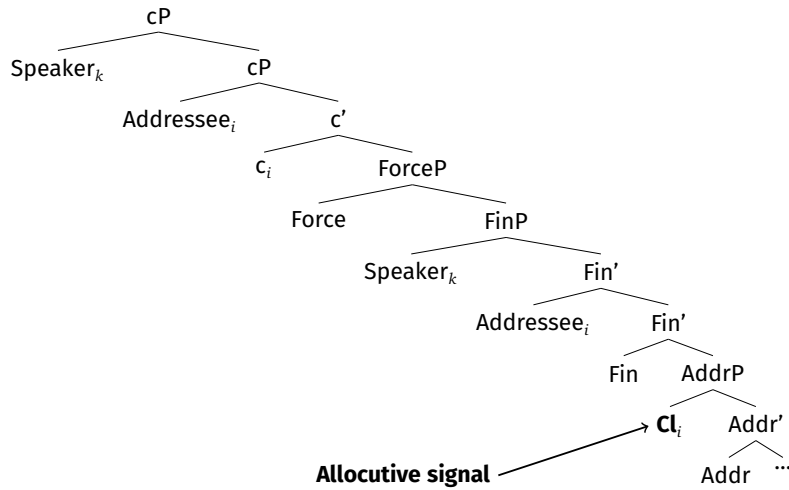 cP
Speakerₖ cP
Addresseeᵢ c’
cᵢ ForceP
Force FinP
Speakerₖ Fin’
Addresseeᵢ Fin’
Fin AddrP
Clᵢ Addr’
Allocutive signal Addr ...